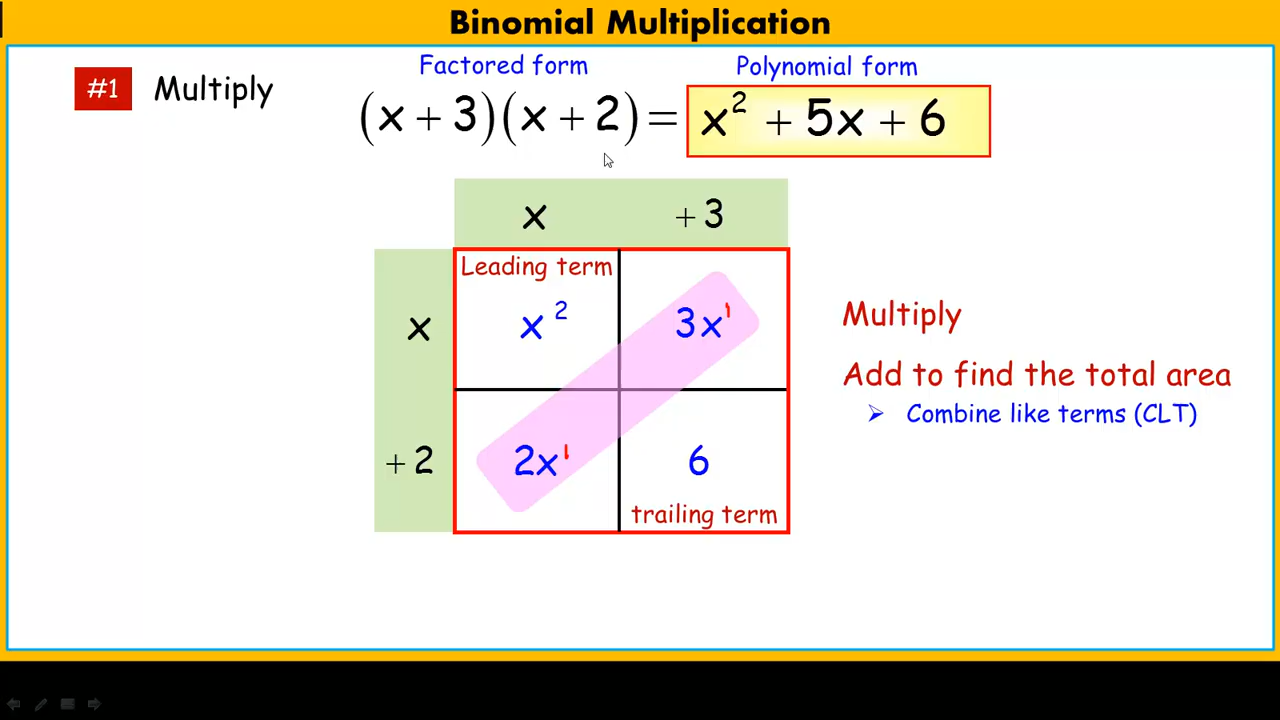 Binomial Multiplication
Factored form
Polynomial form
#1 Multiply (x + 3)(x + 2) = x² + 5x + 6
x + 3
Leading term
x x² 3x¹
Multiply
Add to find the total area
➢ Combine like terms (CLT)
+ 2 2x¹ 6
trailing term